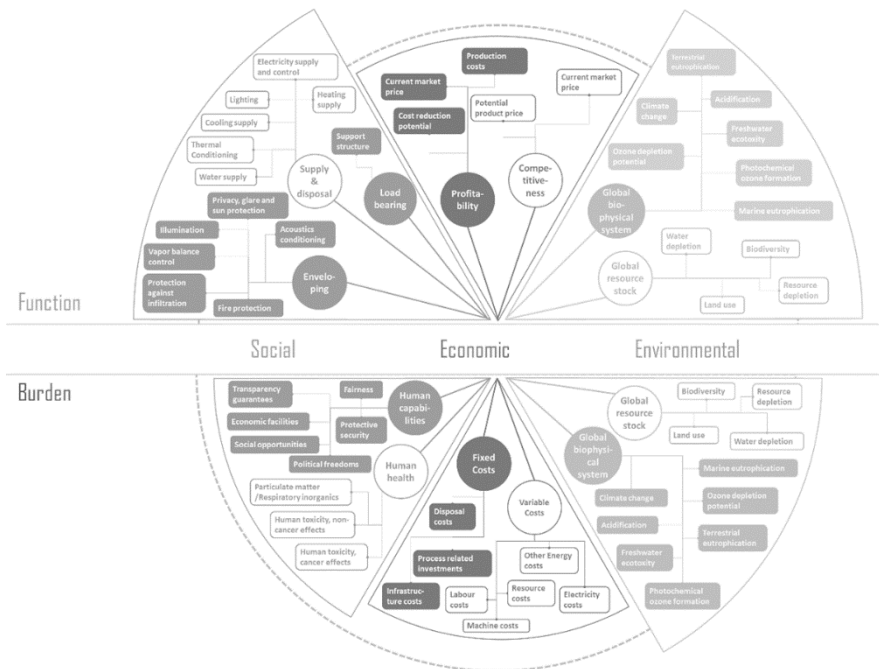 Electricity supply
and control
Lighting
Heating
supply
Cooling supply
Thermal
Conditioning
Water supply
Supply &
disposal
Support
structure
Load
bearing
Privacy, glare and
sun protection
Illumination
Acoustics
conditioning
Vapor balance
control
Protection
against
infiltration
Fire protection
Envelo-
ping
Production
costs
Current market
price
Current market
price
Cost reduction
potential
Potential
product price
Profita-
bility
Compe-
titive-
ness
Terrestrial
eutrophication
Climate
change
Acidification
Freshwater
ecotoxity
Ozone depletion
potential
Photochemical
ozone formation
Marine eutrophication
Global
bio-
physical
system
Water
depletion
Biodiversity
Global
resource
stock
Resource
depletion
Land use
Function
Social
Economic
Environmental
Burden
Transparency
guarantees
Fairness
Economic facilities
Protective
security
Social opportunities
Political freedoms
Human
capabi-
lities
Particulate matter
/Respiratory inorganics
Human toxicity, non-
cancer effects
Human toxicity,
cancer effects
Human
health
Fixed
Costs
Disposal
costs
Process related
investments
Infrastruc-
ture costs
Variable
Costs
Other Energy
costs
Labour
costs
Resource
costs
Electricity
costs
Machine costs
Global
resource
stock
Biodiversity
Resource
depletion
Land use
Water depletion
Global
biophysi-
cal system
Marine eutrophication
Climate change
Ozone depletion
potential
Acidification
Terrestrial
eutrophication
Freshwater
ecotoxity
Photochemical
ozone formation